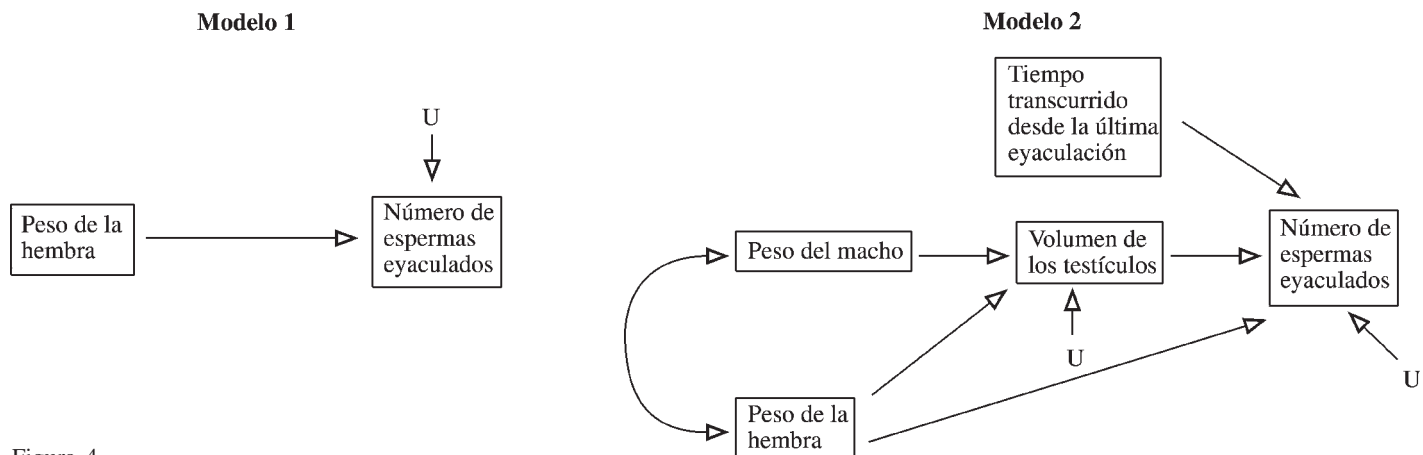 Modelo 1
U
Peso de la
hembra
Número de
espermas
eyaculados
Modelo 2
Tiempo
transcurrido
desde la última
eyaculación
Peso del macho
Volumen de
los testículos
Número de
espermas
eyaculados
U
U
Peso de la
hembra
Figura 4